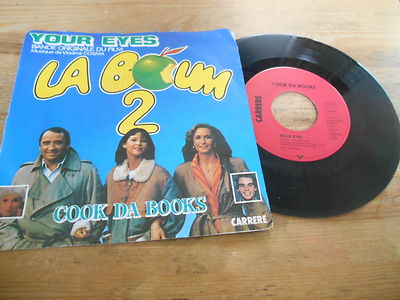 YOUR EYES
BANDE ORIGINALE DU FILM
Musique de Vladimir COSMA
LA BOUM
2
COOK DA BOOKS
CARRERE
CARRERE
COOK DA BOOKS
YOUR EYES